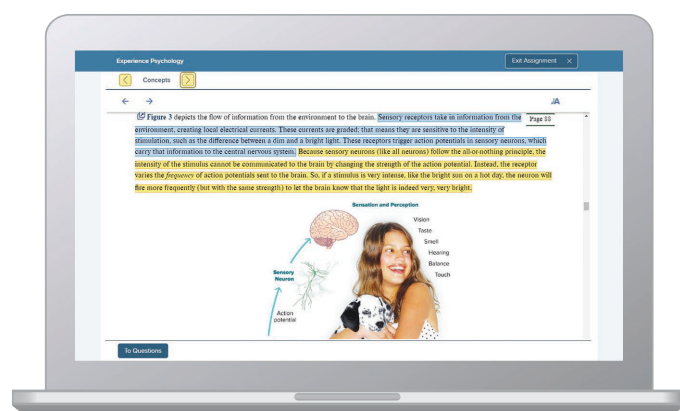 Experience Psychology
Exit Assignment ×
Concepts
Figure 3 depicts the flow of information from the environment to the brain. Sensory receptors take in information from the
Page 88
environment, creating local electrical currents. These currents are graded; that means they are sensitive to the intensity of
stimulation, such as the difference between a dim and a bright light. These receptors trigger action potentials in sensory neurons, which
carry that information to the central nervous system. Because sensory neurons (like all neurons) follow the all-or-nothing principle, the
intensity of the stimulus cannot be communicated to the brain by changing the strength of the action potential. Instead, the receptor
varies the frequency of action potentials sent to the brain. So, if a stimulus is very intense, like the bright sun on a hot day, the neuron will
fire more frequently (but with the same strength) to let the brain know that the light is indeed very, very bright.
Sensation and Perception
Vision
Taste
Smell
Hearing
Balance
Touch
Sensory
Neuron
Action
potential
To Questions